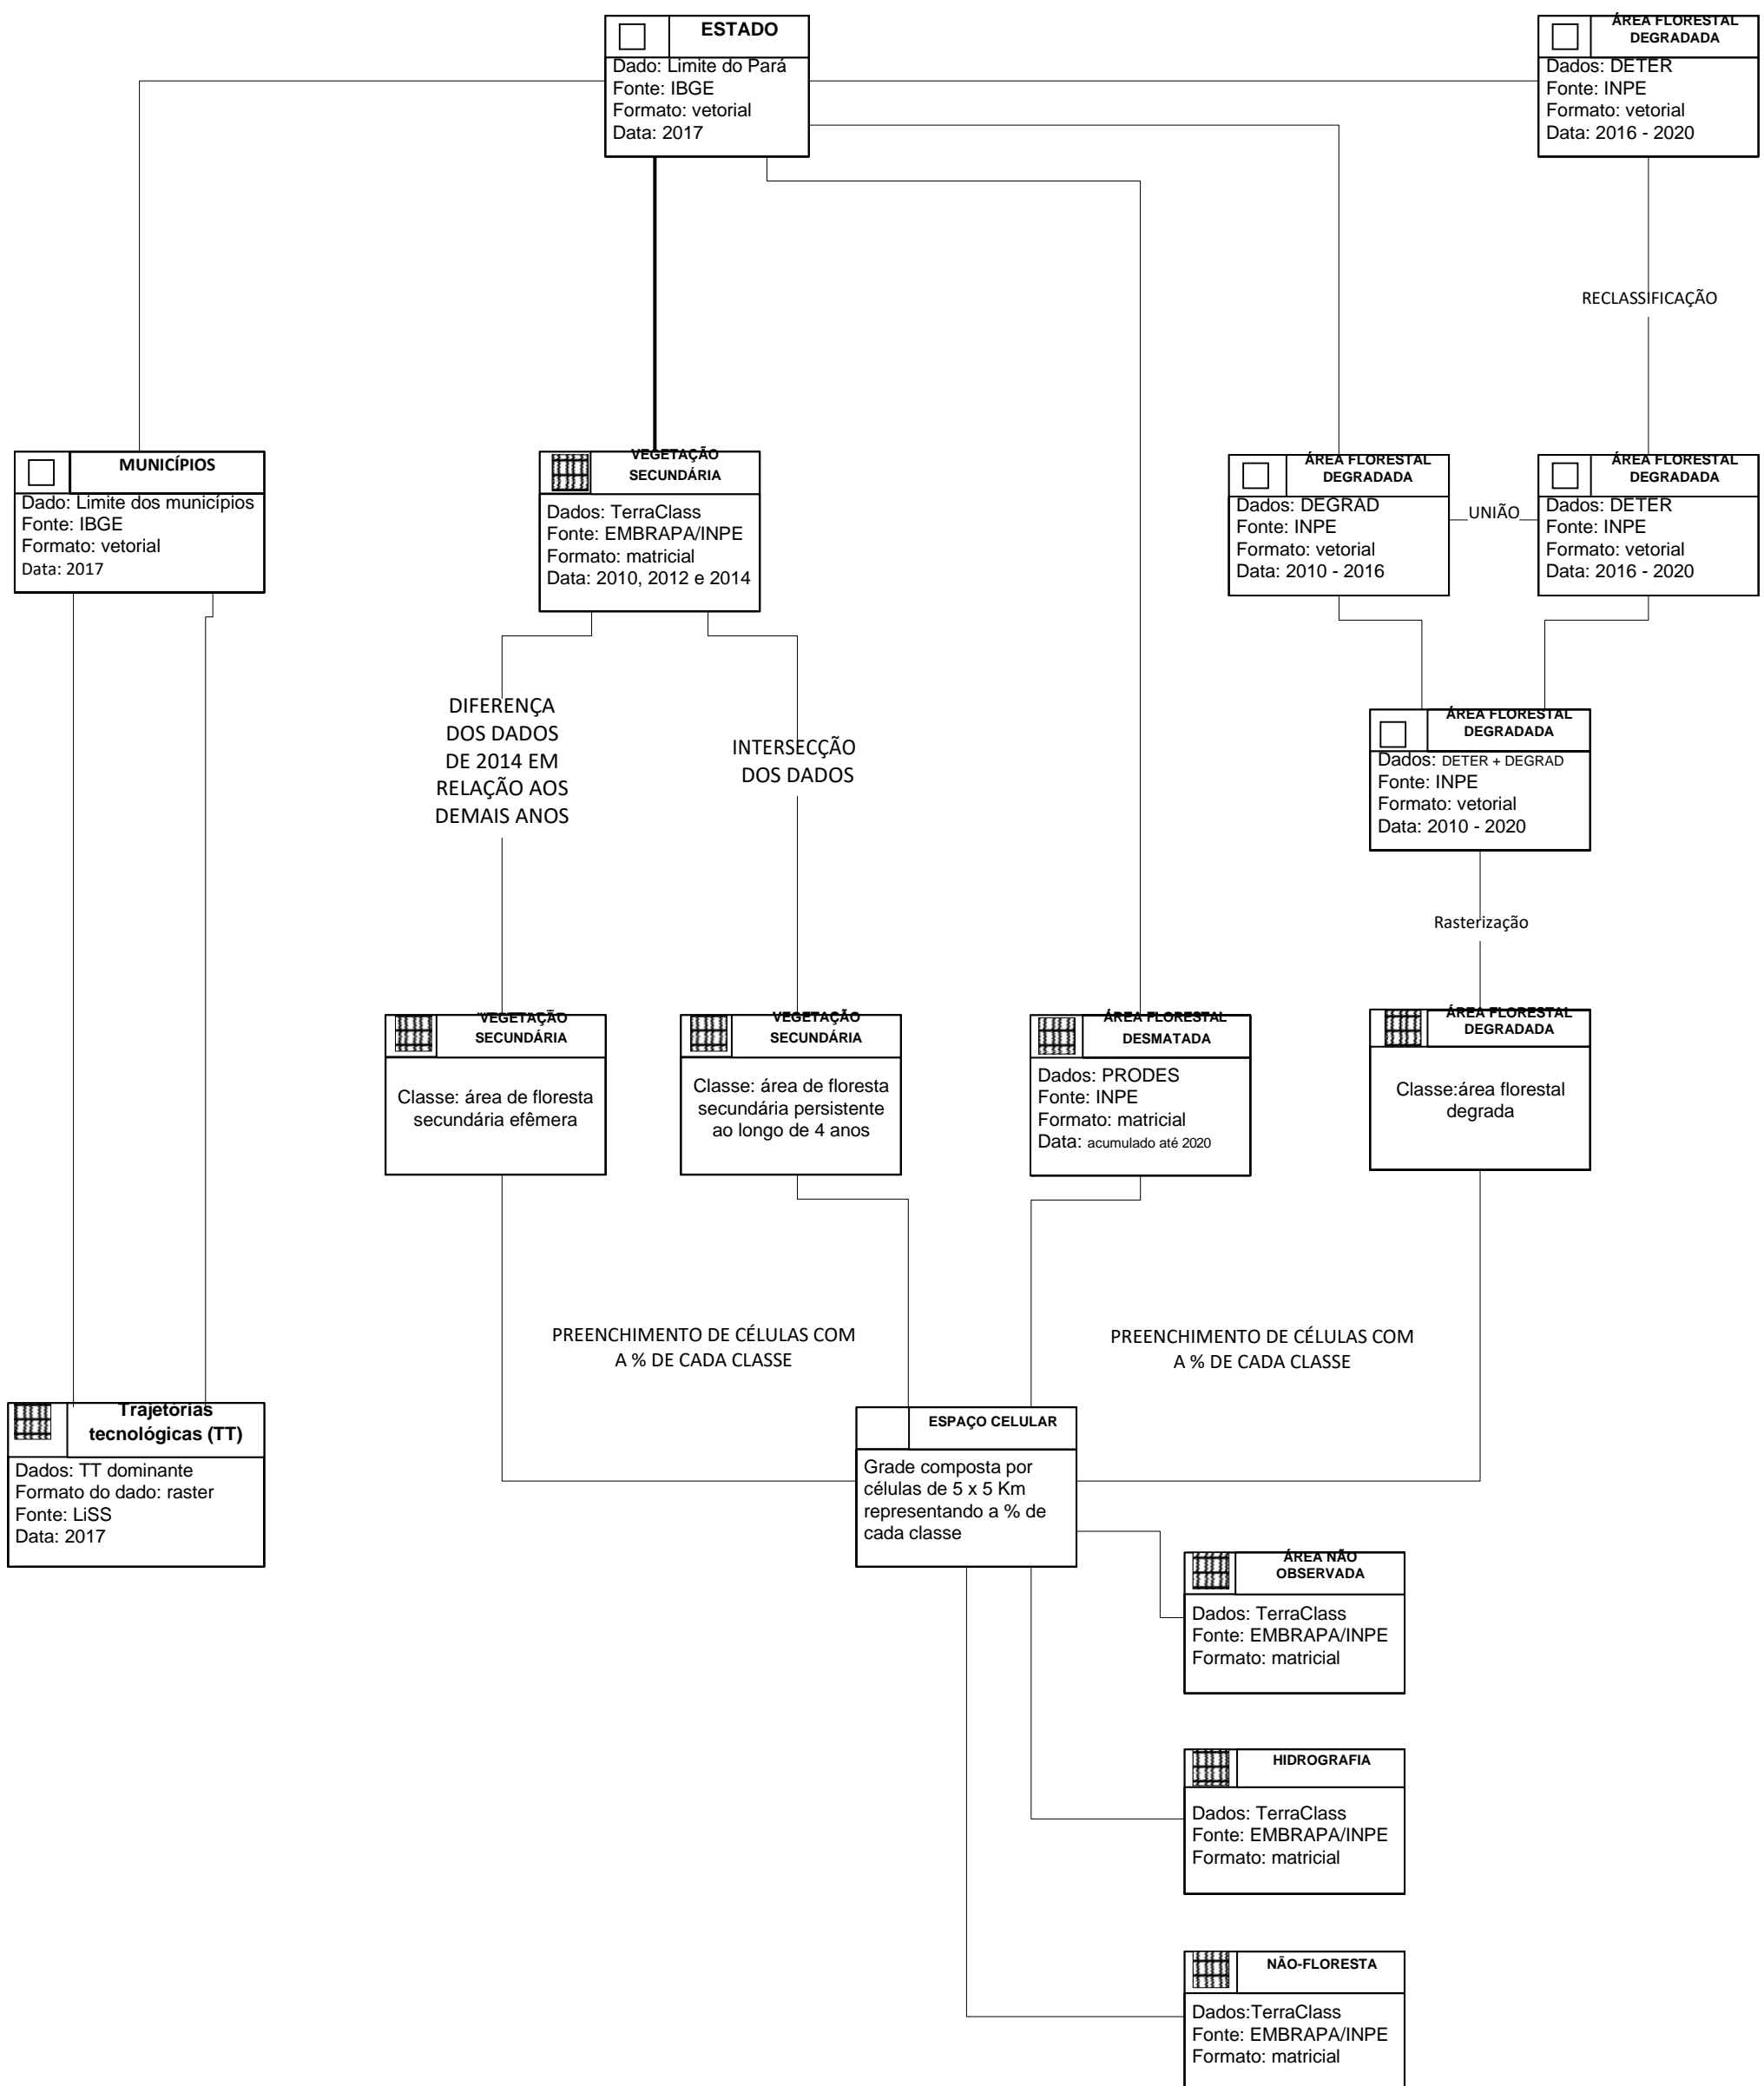 ESTADO
Dado: Limite do Pará
Fonte: IBGE
Formato: vetorial
Data: 2017
ÁREA FLORESTAL
DEGRADADA
Dados: DETER
Fonte: INPE
Formato: vetorial
Data: 2016 - 2020
RECLASSIFICAÇÃO
MUNICÍPIOS
Dado: Limite dos municípios
Fonte: IBGE
Formato: vetorial
Data: 2017
VEGETAÇÃO
SECUNDÁRIA
Dados: TerraClass
Fonte: EMBRAPA/INPE
Formato: matricial
Data: 2010, 2012 e 2014
ÁREA FLORESTAL
DEGRADADA
Dados: DEGRAD
Fonte: INPE
Formato: vetorial
Data: 2010 - 2016
UNIÃO
ÁREA FLORESTAL
DEGRADADA
Dados: DETER
Fonte: INPE
Formato: vetorial
Data: 2016 - 2020
DIFERENÇA
DOS DADOS
DE 2014 EM
RELAÇÃO AOS
DEMAIS ANOS
INTERSECÇÃO
DOS DADOS
ÁREA FLORESTAL
DEGRADADA
Dados: DETER + DEGRAD
Fonte: INPE
Formato: vetorial
Data: 2010 - 2020
Rasterização
VEGETAÇÃO
SECUNDÁRIA
Classe: área de floresta
secundária efêmera
VEGETAÇÃO
SECUNDÁRIA
Classe: área de floresta
secundária persistente
ao longo de 4 anos
ÁREA FLORESTAL
DESMATADA
Dados: PRODES
Fonte: INPE
Formato: matricial
Data: acumulado até 2020
ÁREA FLORESTAL
DEGRADADA
Classe:área florestal
degrada
PREENCHIMENTO DE CÉLULAS COM
A % DE CADA CLASSE
PREENCHIMENTO DE CÉLULAS COM
A % DE CADA CLASSE
Trajetórias
tecnológicas (TT)
Dados: TT dominante
Formato do dado: raster
Fonte: LiSS
Data: 2017
ESPAÇO CELULAR
Grade composta por
células de 5 x 5 Km
representando a % de
cada classe
ÁREA NÃO
OBSERVADA
Dados: TerraClass
Fonte: EMBRAPA/INPE
Formato: matricial
HIDROGRAFIA
Dados: TerraClass
Fonte: EMBRAPA/INPE
Formato: matricial
NÃO-FLORESTA
Dados:TerraClass
Fonte: EMBRAPA/INPE
Formato: matricial